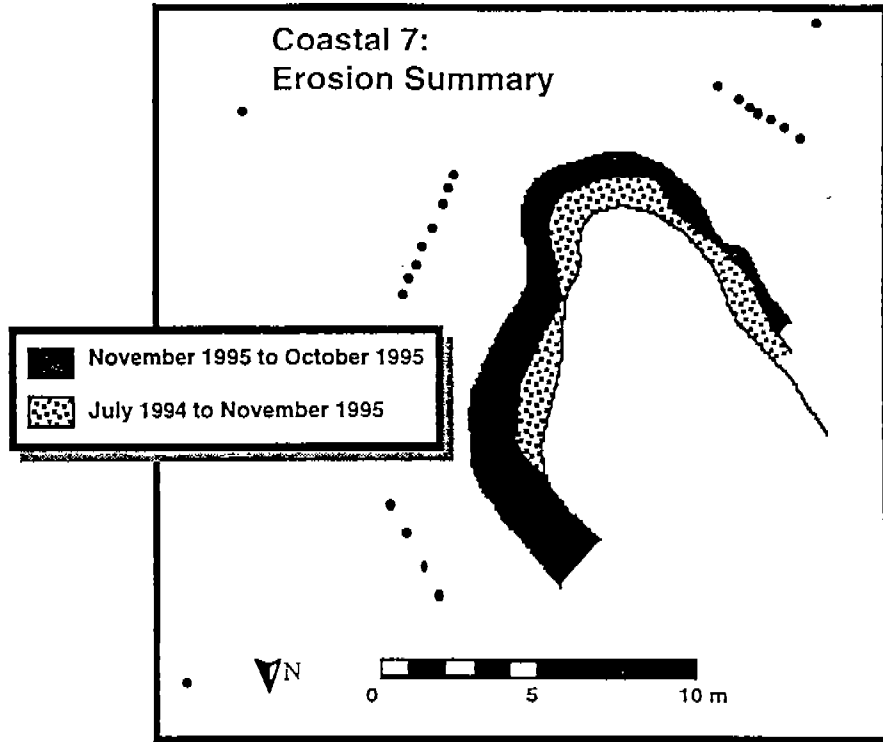 Coastal 7:
Erosion Summary
November 1995 to October 1995
July 1994 to November 1995
N
0 5 10 m